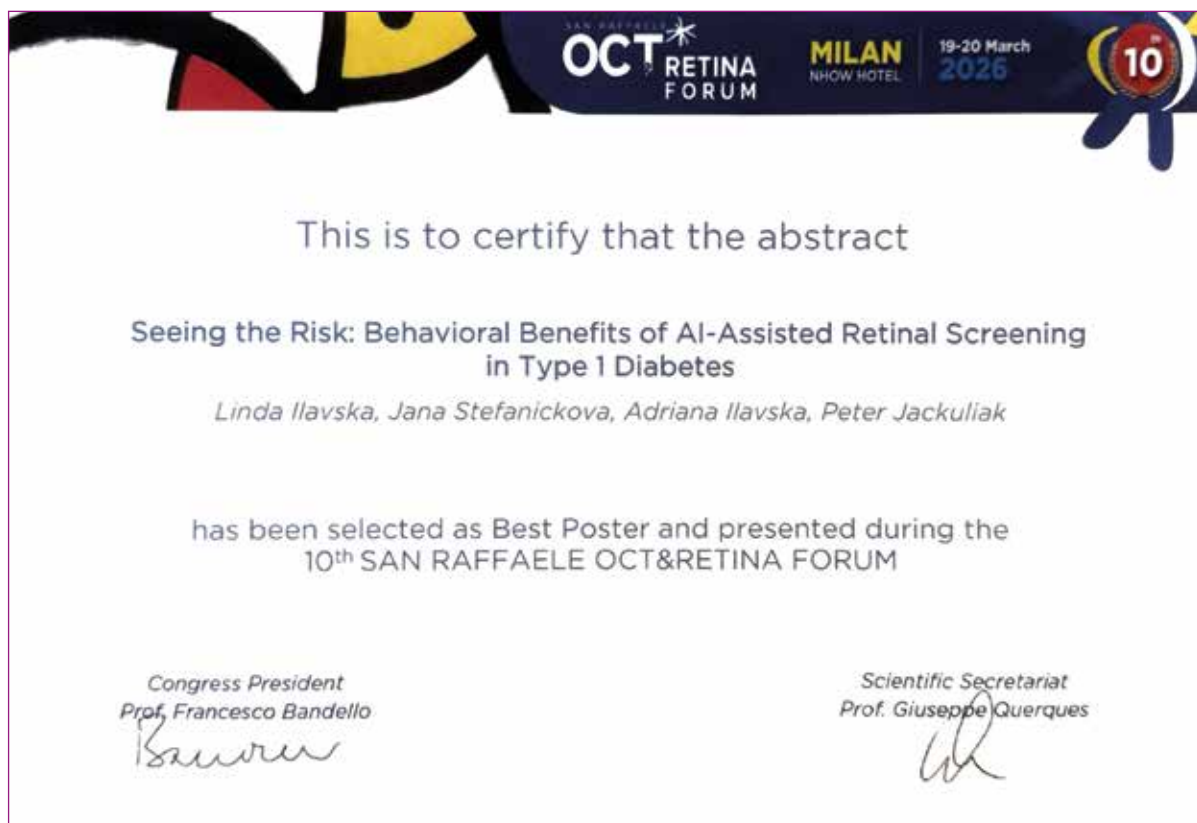 SAN RAFFAELE
OCT
RETINA
FORUM
MILAN
NHOW HOTEL
19-20 March
2026
10
TH
This is to certify that the abstract
Seeing the Risk: Behavioral Benefits of AI-Assisted Retinal Screening
in Type 1 Diabetes
Linda Ilavska, Jana Stefanickova, Adriana Ilavska, Peter Jackuliak
has been selected as Best Poster and presented during the
10th SAN RAFFAELE OCT&RETINA FORUM
Congress President
Prof. Francesco Bandello
Scientific Secretariat
Prof. Giuseppe Querques